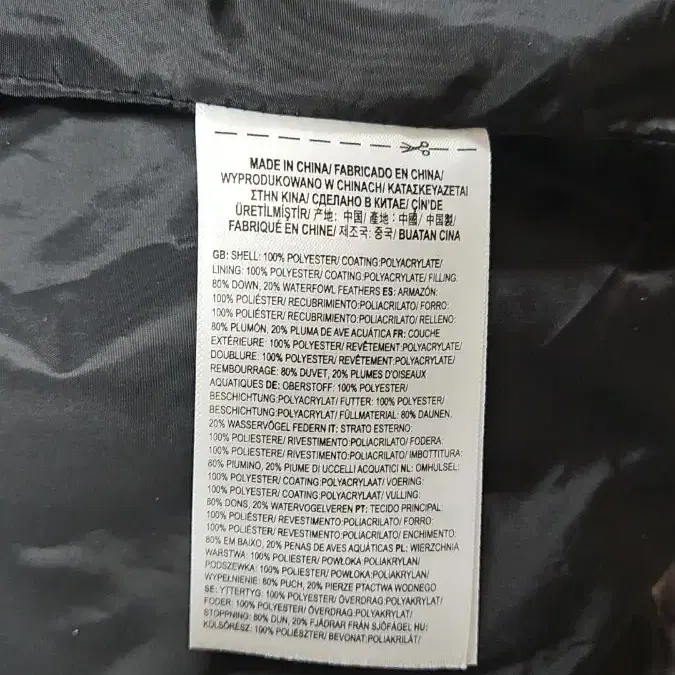 MADE IN CHINA/ FABRICADO EN CHINA/
WYPRODUKOWANO W CHINACH/ ΚΑΤΑΣΚΕΥΑΖΕΤΑΙ
ΣΤΗΝ ΚΙΝΑ/ СДЕЛАНО В КИТАЕ/ ÇİN'DE
ÜRETİLMİŞTİR/ 产地: 中国/ 產地: 中國/ 中国製/
FABRIQUÉ EN CHINE/ 제조국: 중국/ BUATAN CINA
GB: SHELL: 100% POLYESTER/ COATING:POLYACRYLATE/
LINING: 100% POLYESTER/ COATING:POLYACRYLATE/ FILLING:
80% DOWN, 20% WATERFOWL FEATHERS ES: ARMAZÓN:
100% POLIÉSTER/ RECUBRIMIENTO:POLIACRILATO/ FORRO:
100% POLIÉSTER/ RECUBRIMIENTO:POLIACRILATO/ RELLENO:
80% PLUMÓN, 20% PLUMA DE AVE ACUÁTICA FR: COUCHE
EXTÉRIEURE: 100% POLYESTER/ REVÊTEMENT:POLYACRYLATE/
DOUBLURE: 100% POLYESTER/ REVÊTEMENT:POLYACRYLATE/
REMBOURRAGE: 80% DUVET, 20% PLUMES D'OISEAUX
AQUATIQUES DE: OBERSTOFF: 100% POLYESTER/
BESCHICHTUNG:POLYACRYLAT/ FUTTER: 100% POLYESTER/
BESCHICHTUNG:POLYACRYLAT/ FÜLLMATERIAL: 80% DAUNEN,
20% WASSERVÖGEL FEDERN IT: STRATO ESTERNO:
100% POLIESTERE/ RIVESTIMENTO:POLIACRILATO/ FODERA:
100% POLIESTERE/ RIVESTIMENTO:POLIACRILATO/ IMBOTTITURA:
80% PIUMINO, 20% PIUME DI UCCELLI ACQUATICI NL: OMHULSEL:
100% POLYESTER/ COATING:POLYACRYLAAT/ VOERING:
100% POLYESTER/ COATING:POLYACRYLAAT/ VULLING:
80% DONS, 20% WATERVOGELVEREN PT: TECIDO PRINCIPAL:
100% POLIÉSTER/ REVESTIMENTO:POLIACRILATO/ FORRO:
100% POLIÉSTER/ REVESTIMENTO:POLIACRILATO/ ENCHIMENTO:
80% EM BAIXO, 20% PENAS DE AVES AQUÁTICAS PL: WIERZCHNIA
WARSTWA: 100% POLIESTER/ POWŁOKA:POLIAKRYLAN/
PODSZEWKA: 100% POLIESTER/ POWŁOKA:POLIAKRYLAN/
WYPEŁNIENIE: 80% PUCH, 20% PIERZE PTACTWA WODNEGO
SE: YTTERTYG: 100% POLYESTER/ ÖVERDRAG:POLYAKRYLAT/
FODER: 100% POLYESTER/ ÖVERDRAG:POLYAKRYLAT/
STOPPNING: 80% DUN, 20% FJÄDRAR FRÅN SJÖFÅGEL HU:
KÜLSŐRÉSZ: 100% POLIÉSZTER/ BEVONAT:POLIAKRILÁT/